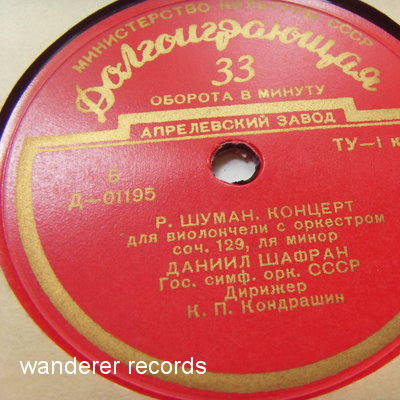 МИНИСТЕРСТВО КУЛЬТУРЫ СССР
Долгоиграющая
33
ОБОРОТА В МИНУТУ
АПРЕЛЕВСКИЙ ЗАВОД
ТУ—1 к
Б
Д—01195
Р. ШУМАН. КОНЦЕРТ
для виолончели с оркестром
соч. 129, ля минор
ДАНИИЛ ШАФРАН
Гос. симф. орк. СССР
Дирижер
К. П. Кондрашин
wanderer records